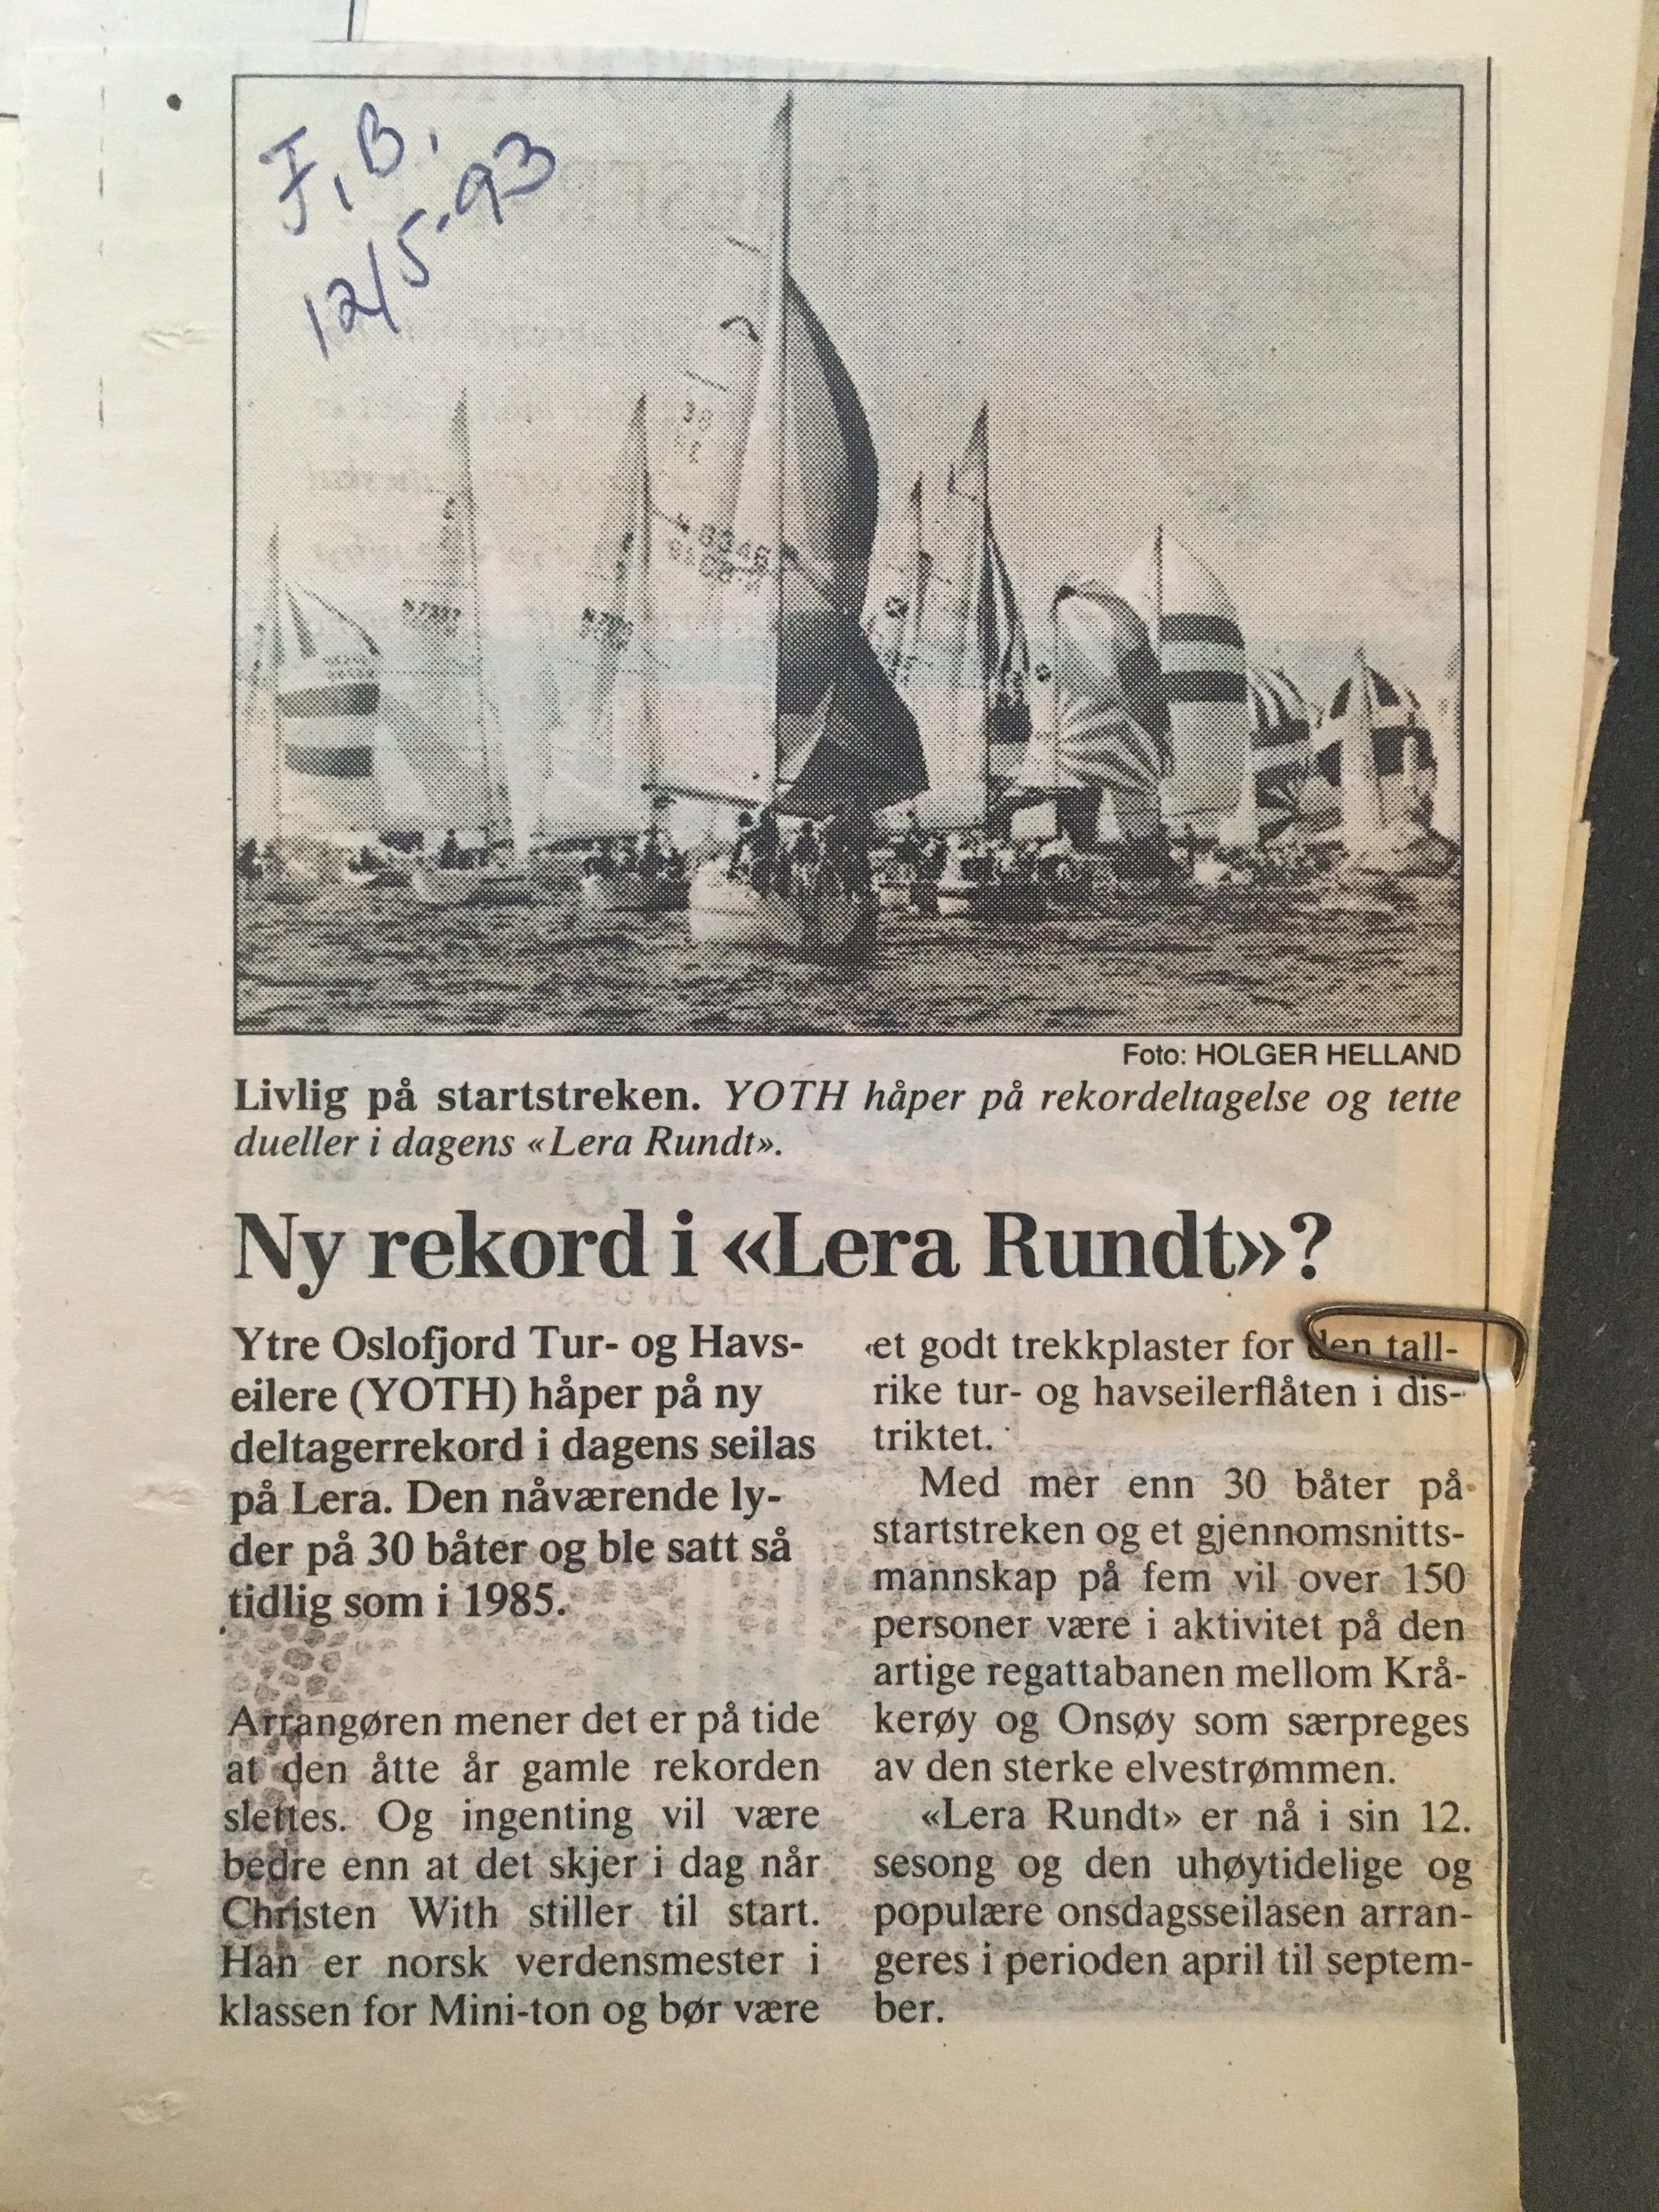 F.B.
12/5-93
38
N 8346
N 7337
Foto: HOLGER HELLAND
Livlig på startstreken. YOTH håper på rekordeltagelse og tette
dueller i dagens «Lera Rundt».
Ny rekord i «Lera Rundt»?
Ytre Oslofjord Tur- og Havs-
eilere (YOTH) håper på ny
deltagerrekord i dagens seilas
på Lera. Den nåværende ly-
der på 30 båter og ble satt så
tidlig som i 1985.
Arrangøren mener det er på tide
at den åtte år gamle rekorden
slettes. Og ingenting vil være
bedre enn at det skjer i dag når
Christen With stiller til start.
Han er norsk verdensmester i
klassen for Mini-ton og bør være
et godt trekkplaster for den tall-
rike tur- og havseilerflåten i dis-
triktet.
Med mer enn 30 båter på
startstreken og et gjennomsnitts-
mannskap på fem vil over 150
personer være i aktivitet på den
artige regattabanen mellom Krå-
kerøy og Onsøy som særpreges
av den sterke elvestrømmen.
«Lera Rundt» er nå i sin 12.
sesong og den uhøytidelige og
populære onsdagsseilasen arran-
geres i perioden april til septem-
ber.